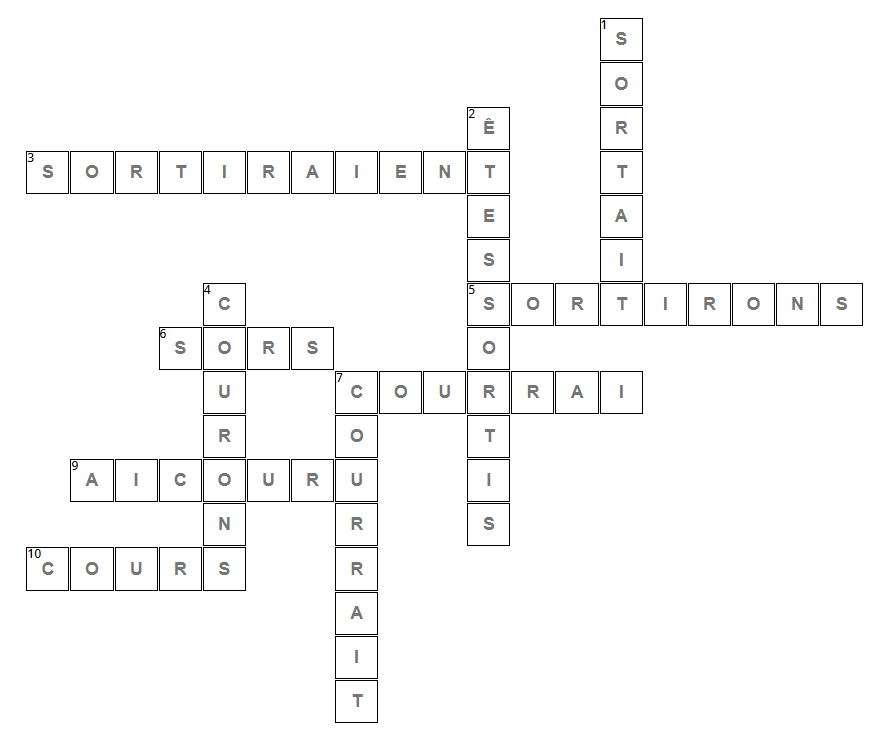 1 S
O
2 Ê R
3 S O R T I R A I E N T T
E A
S I
4 C 5 S O R T I R O N S
6 S O R S O
U 7 C O U R R A I
R O T
9 A I C O U R U I
N R S
10 C O U R S R
A
I
T